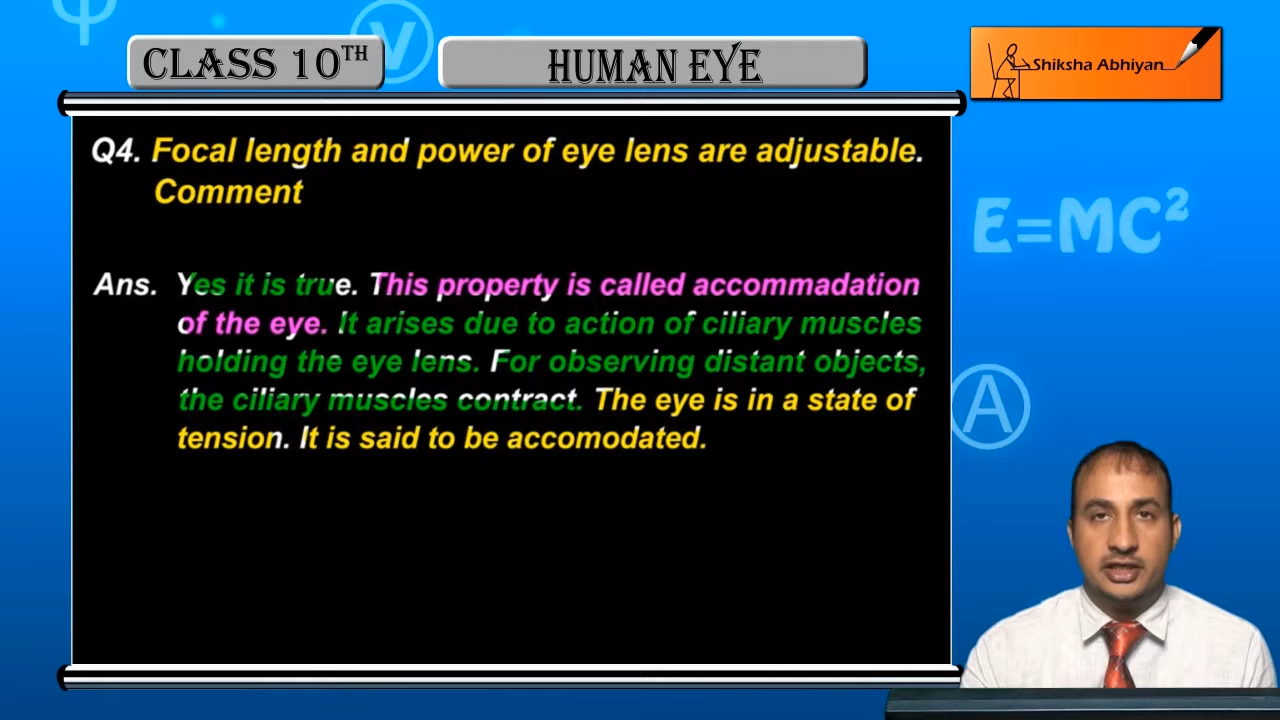 CLASS 10TH
HUMAN EYE
Shiksha Abhiyan
Q4. Focal length and power of eye lens are adjustable.
Comment
Ans. Yes it is true. This property is called accommadation
of the eye. It arises due to action of ciliary muscles
holding the eye lens. For observing distant objects,
the ciliary muscles contract. The eye is in a state of
tension. It is said to be accomodated.
E=MC²
V
A
φ